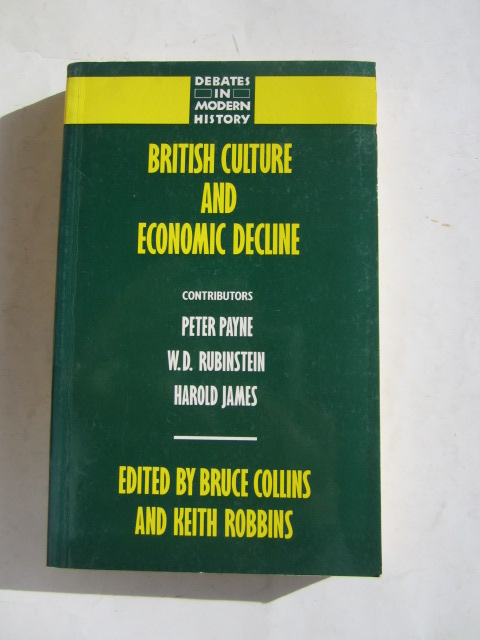 DEBATES
IN
MODERN
HISTORY
BRITISH CULTURE
AND
ECONOMIC DECLINE
CONTRIBUTORS
PETER PAYNE
W.D. RUBINSTEIN
HAROLD JAMES
EDITED BY BRUCE COLLINS
AND KEITH ROBBINS